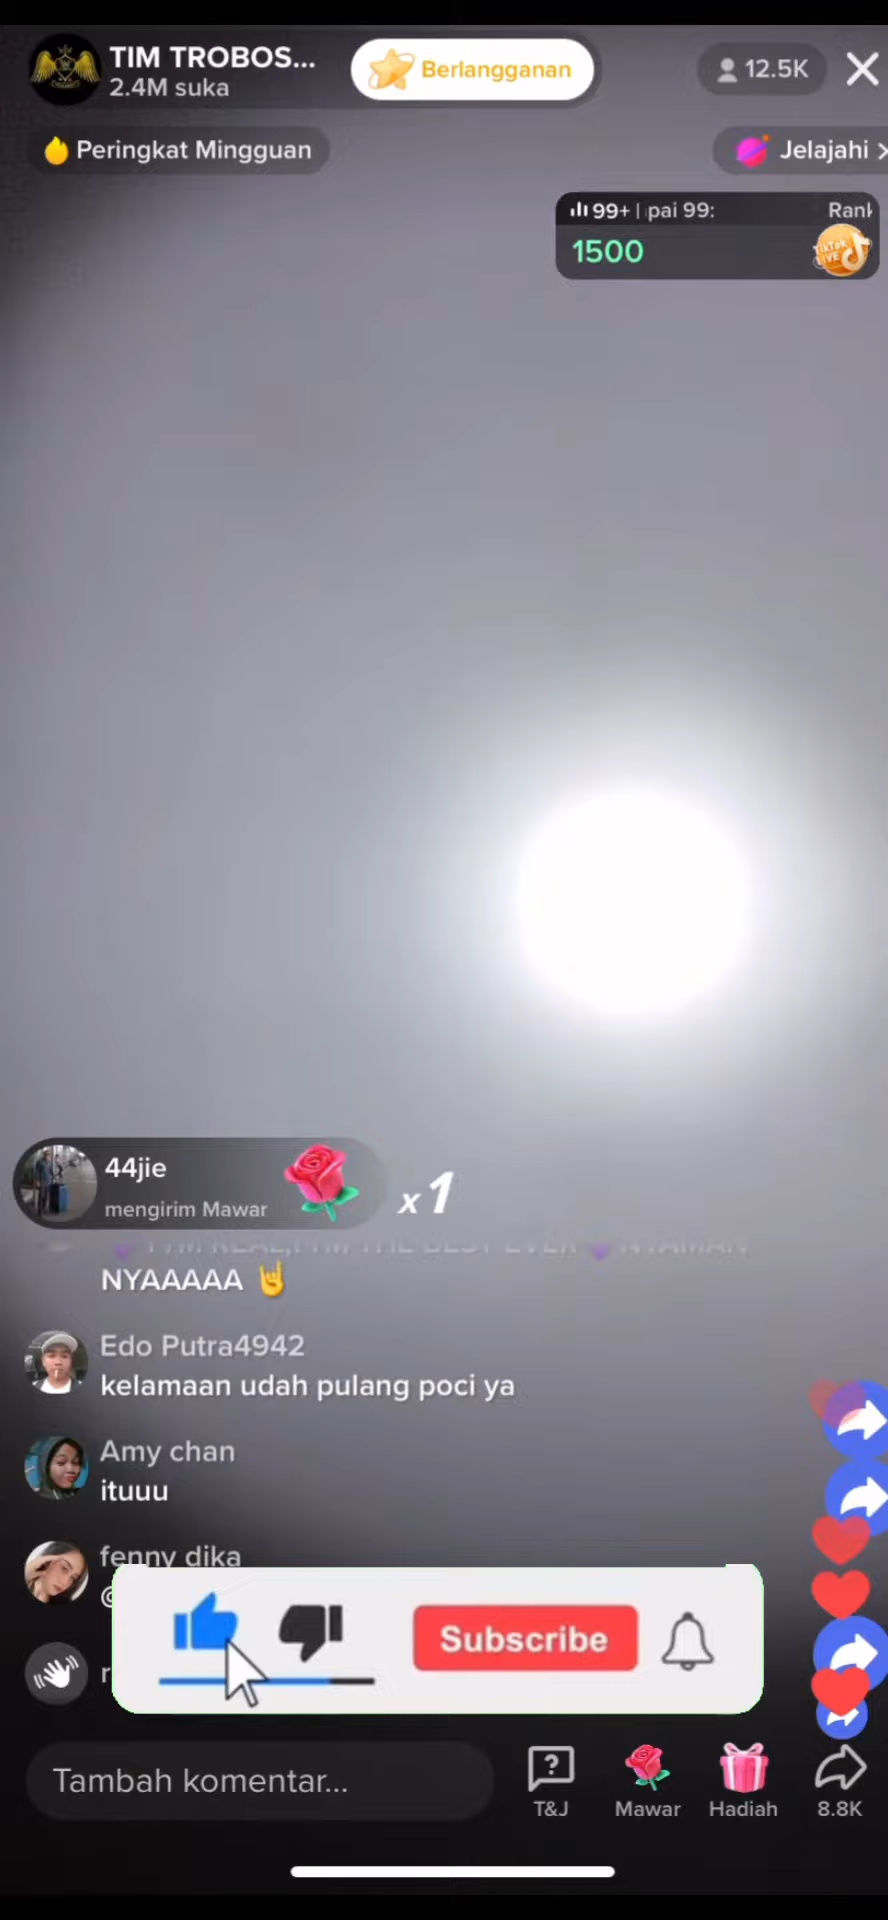 TIM TROBOS...
2.4M suka
Berlangganan
12.5K
Peringkat Mingguan
Jelajahi >
99+ | pai 99:
Rank
1500
TikTok
LIVE
44jie
mengirim Mawar
x1
NYAAAAA
Edo Putra4942
kelamaan udah pulang poci ya
Amy chan
ituuu
fenny dika
Subscribe
Tambah komentar...
T&J
Mawar
Hadiah
8.8K